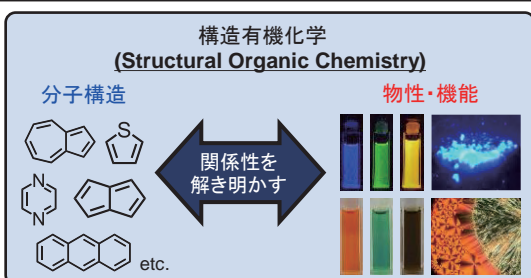 構造有機化学
(Structural Organic Chemistry)
分子構造
物性・機能
S
関係性を
解き明かす
N
N
etc.